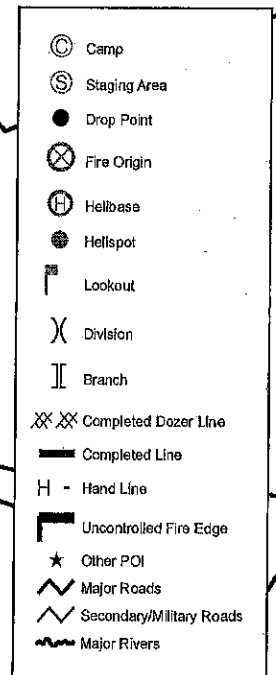 C Camp
S Staging Area
Drop Point
Fire Origin
H Helibase
Helispot
Lookout
Division
Branch
Completed Dozer Line
Completed Line
H - Hand Line
Uncontrolled Fire Edge
Other POI
Major Roads
Secondary/Military Roads
Major Rivers